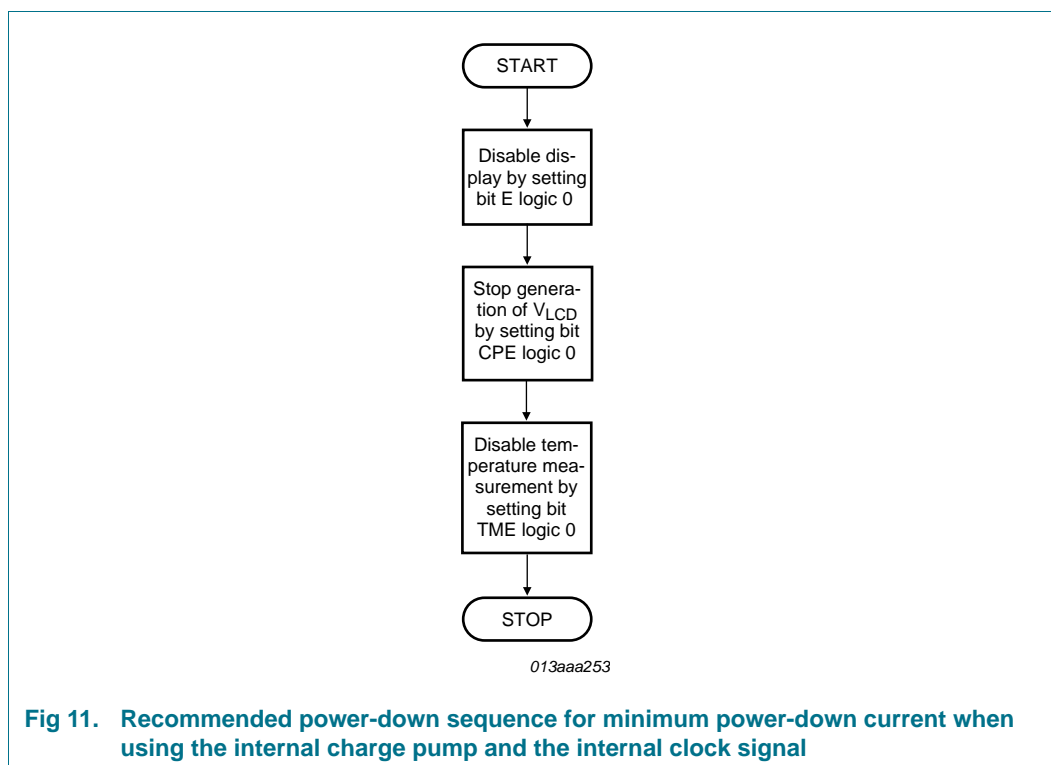 START
Disable dis-
play by setting
bit E logic 0
Stop genera-
tion of VLCD
by setting bit
CPE logic 0
Disable tem-
perature mea-
surement by
setting bit
TME logic 0
STOP
013aaa253
Fig 11. Recommended power-down sequence for minimum power-down current when
using the internal charge pump and the internal clock signal